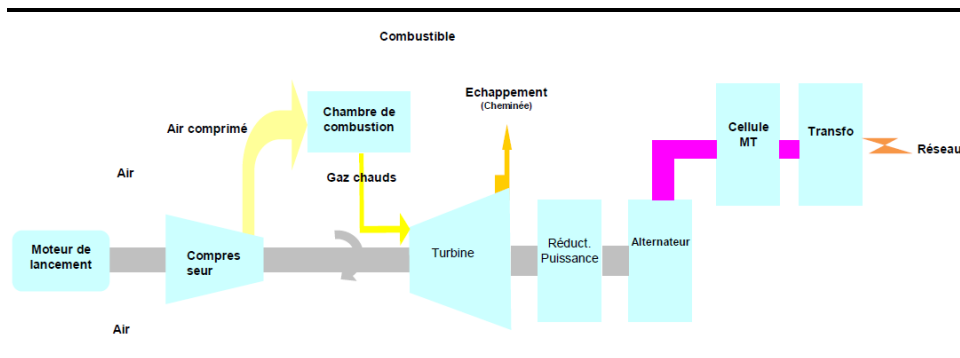 Combustible
Echappement
(Cheminée)
Chambre de
combustion
Air comprimé
Cellule
MT
Transfo
Réseau
Air
Gaz chauds
Moteur de
lancement
Compres
seur
Turbine
Réduct.
Puissance
Alternateur
Air